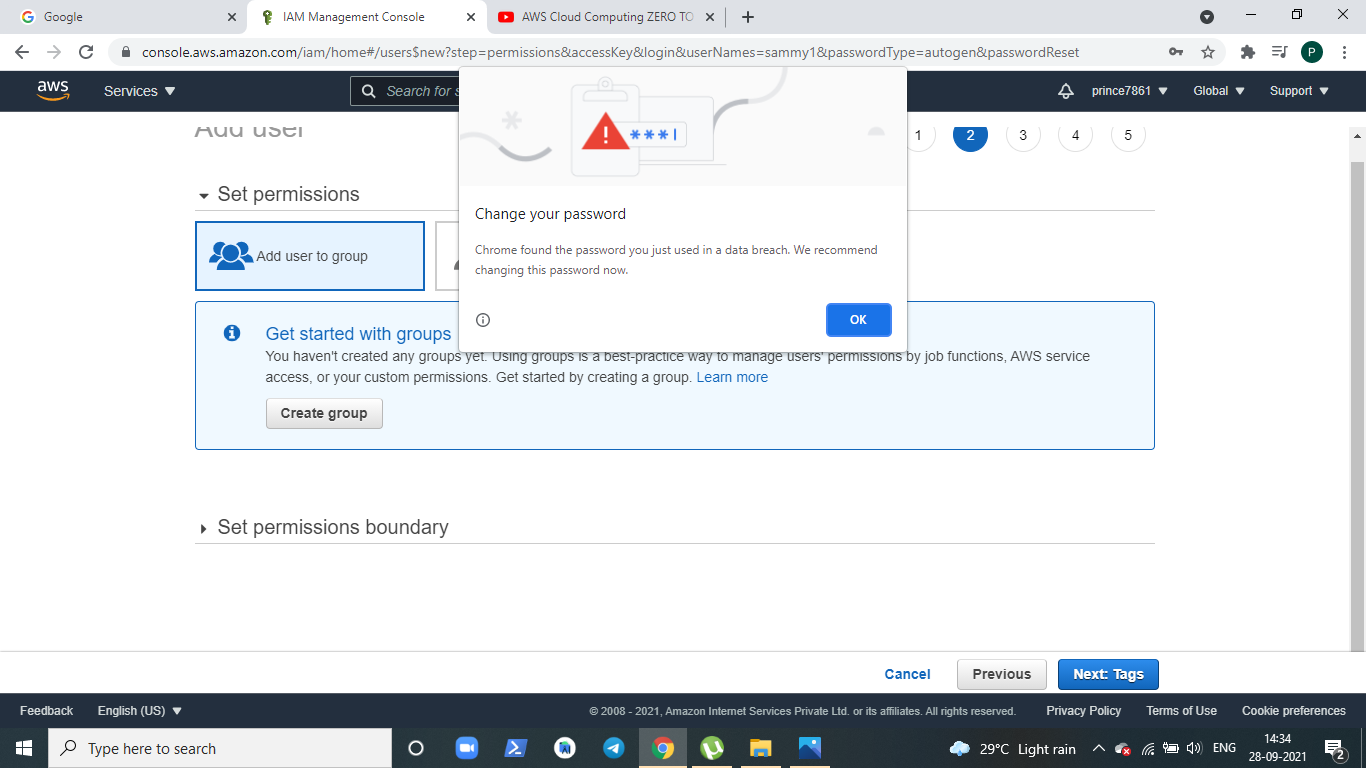 Google
IAM Management Console
AWS Cloud Computing ZERO TO
console.aws.amazon.com/iam/home#/users$new?step=permissions&accessKey&login&userNames=sammy1&passwordType=autogen&passwordReset
P
aws
Services
Search for s
prince7861
Global
Support
Add user
1
2
3
4
5
Set permissions
Add user to group
***
Change your password
Chrome found the password you just used in a data breach. We recommend
changing this password now.
OK
Get started with groups
You haven't created any groups yet. Using groups is a best-practice way to manage users' permissions by job functions, AWS service
access, or your custom permissions. Get started by creating a group. Learn more
Create group
Set permissions boundary
Cancel
Previous
Next: Tags
Feedback
English (US)
© 2008 - 2021, Amazon Internet Services Private Ltd. or its affiliates. All rights reserved.
Privacy Policy
Terms of Use
Cookie preferences
Type here to search
29°C Light rain
ENG
14:34
28-09-2021
2